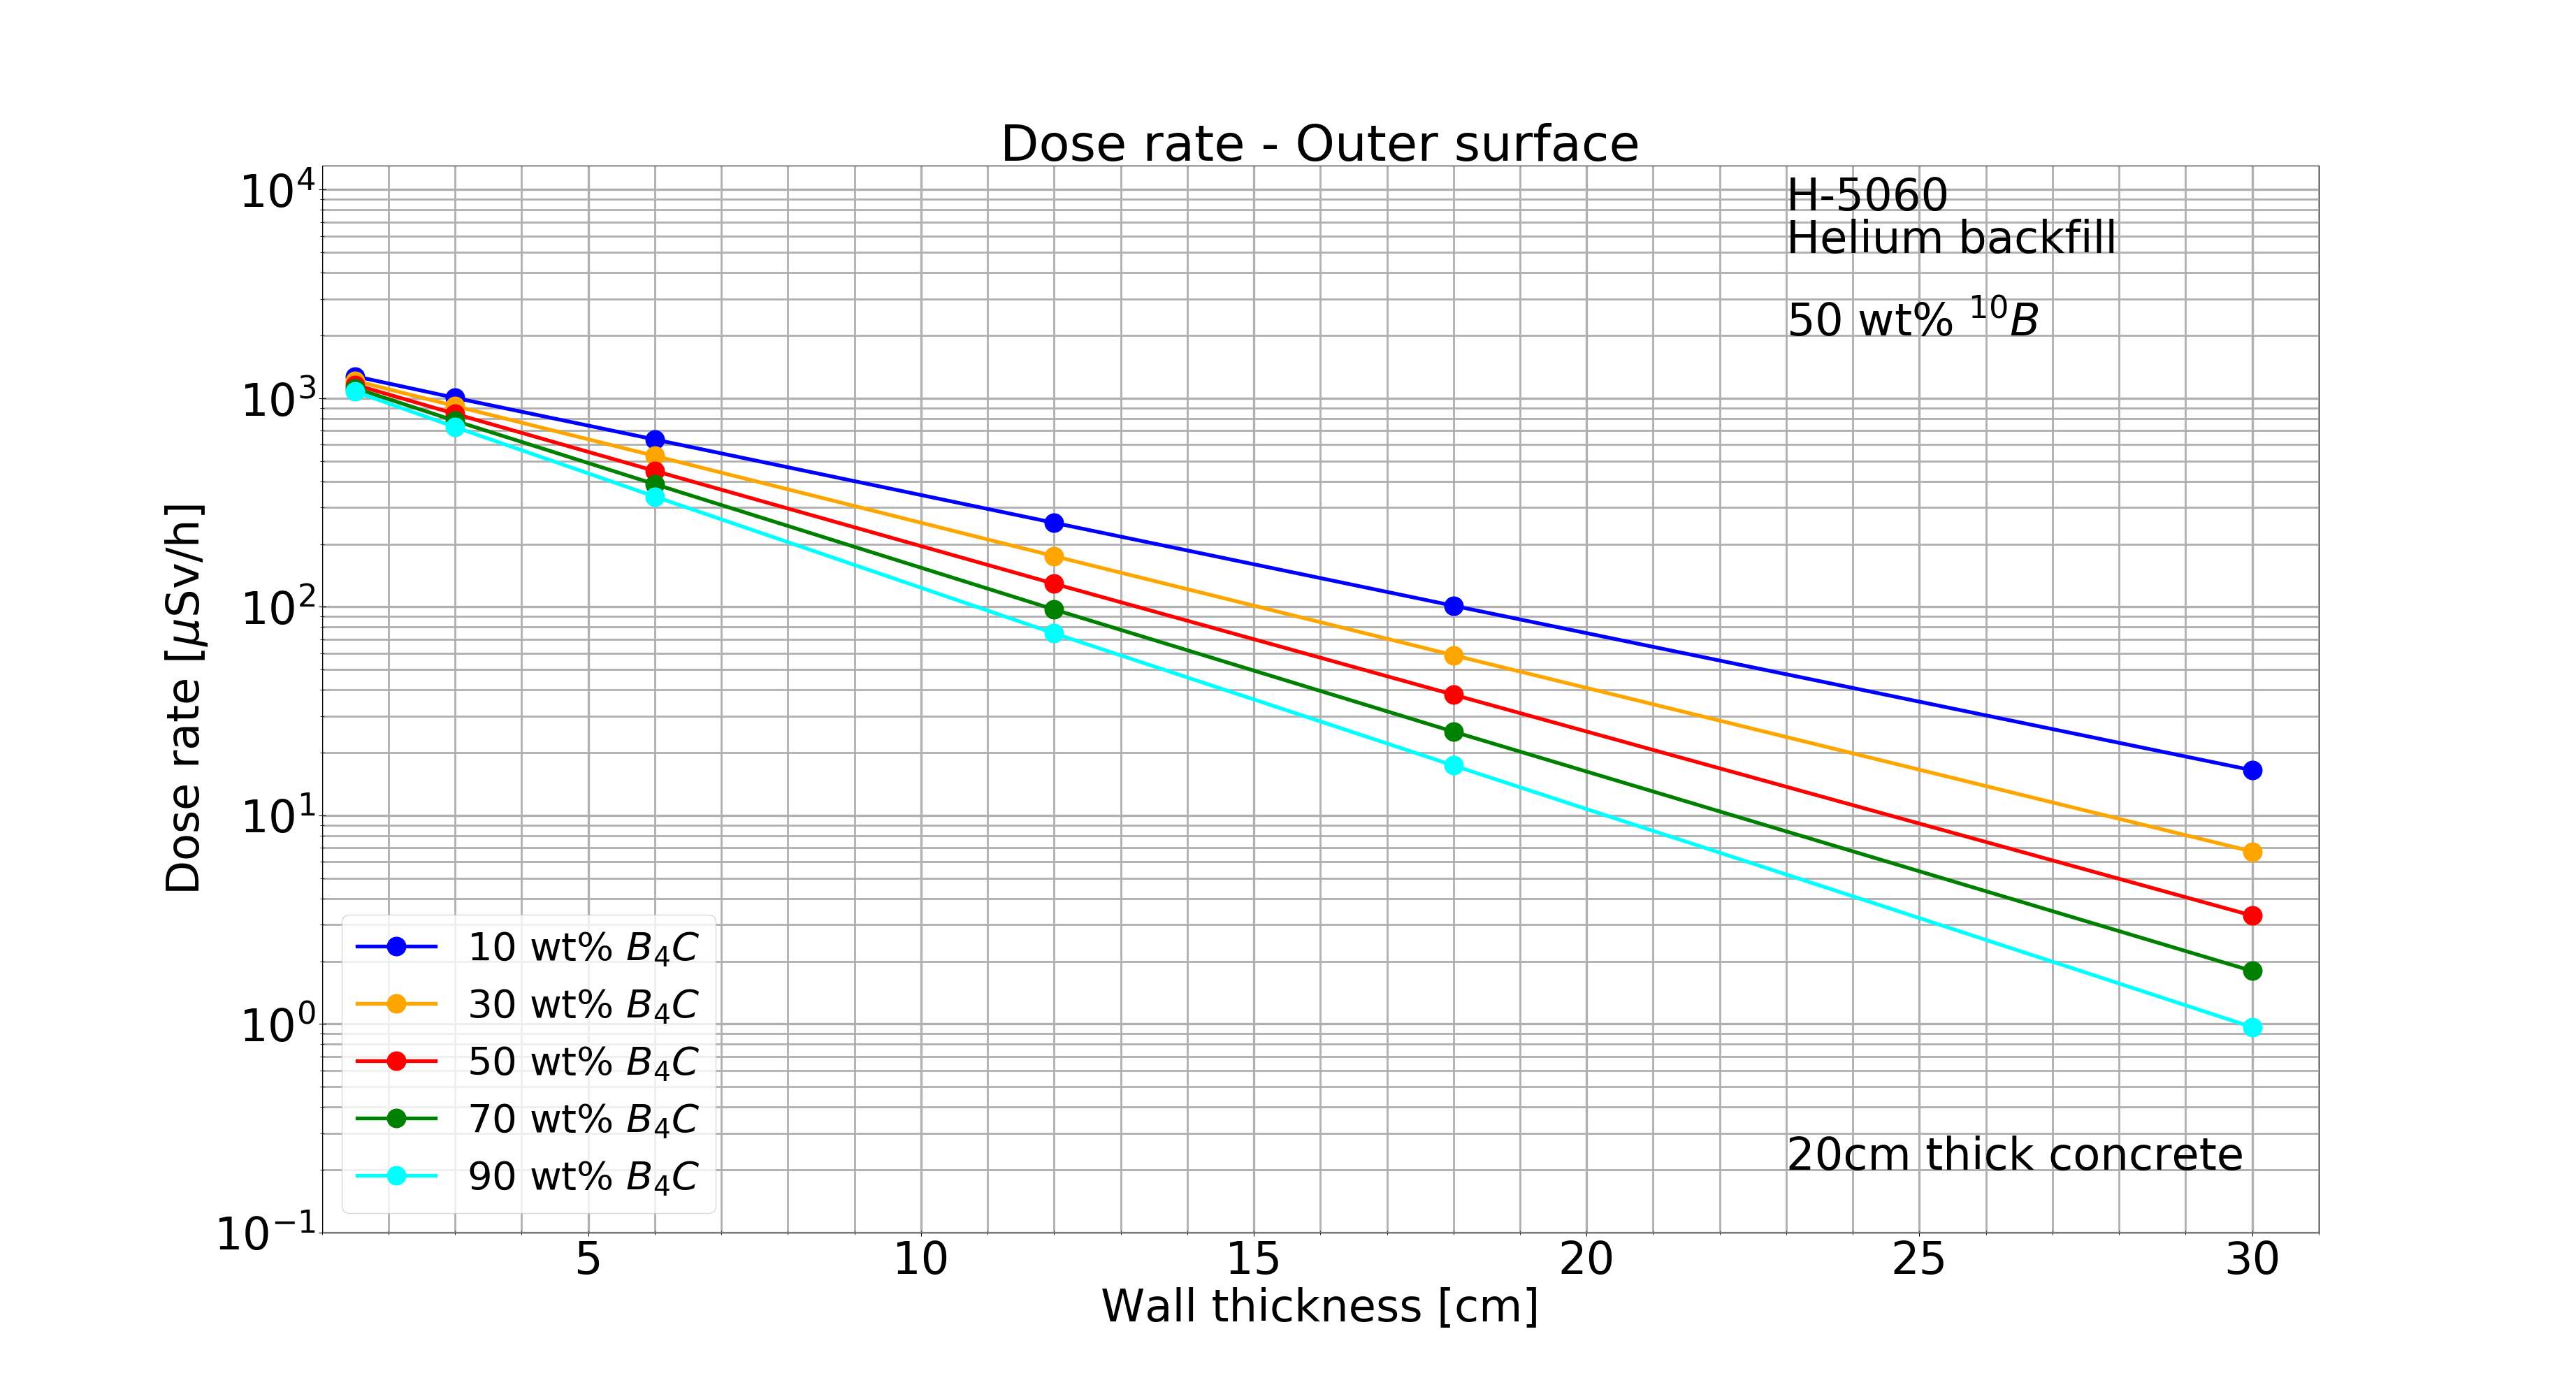 Dose rate - Outer surface
H-5060
Helium backfill
50 wt% ¹⁰B
20cm thick concrete
Dose rate [μSv/h]
10⁴
10³
10²
10¹
10⁰
10⁻¹
10 wt% B₄C
30 wt% B₄C
50 wt% B₄C
70 wt% B₄C
90 wt% B₄C
5 10 15 20 25 30
Wall thickness [cm]